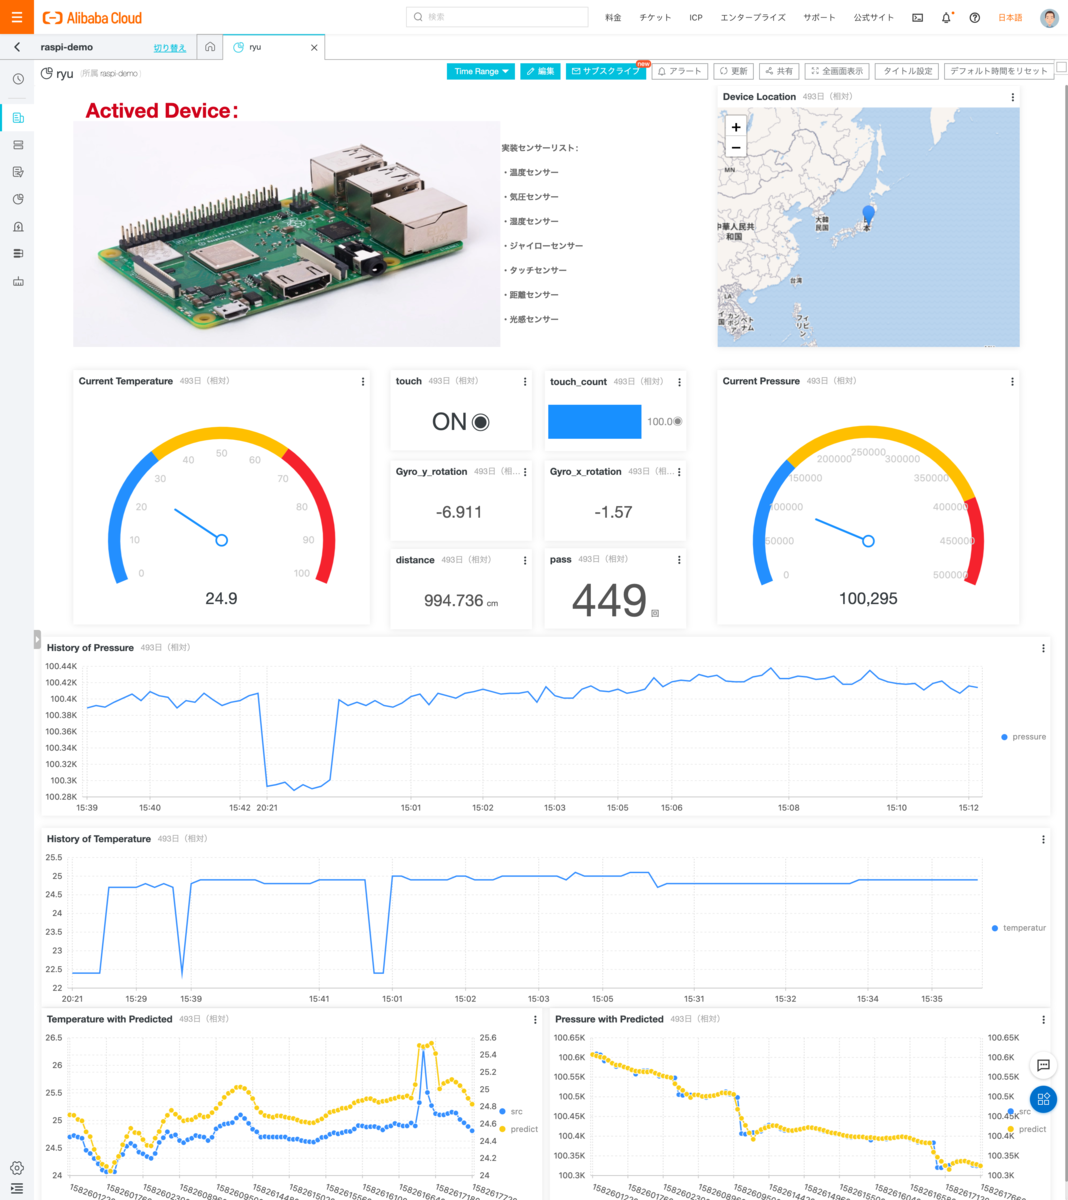 Alibaba Cloud
検索
料金
チケット
ICP
エンタープライズ
サポート
公式サイト
日本語
raspi-demo
切り替え
ryu
ryu
(所属 raspi-demo )
Time Range
編集
サブスクライブ
new
アラート
更新
共有
全画面表示
タイトル設定
デフォルト時間をリセット
Actived Device：
実装センサーリスト：
・温度センサー
・気圧センサー
・湿度センサー
・ジャイローセンサー
・タッチセンサー
・距離センサー
・光感センサー
Device Location 493日（相対）
+
−
MN
中華人民共
和国
大韓
民国
日
本
台湾
LA
フィ
リピ
ン
Current Temperature 493日（相対）
0
10
20
30
40
50
60
70
80
90
100
24.9
touch 493日（相対）
ON
touch_count 493日（相対）
100.0
Gyro_y_rotation 493日（相...
-6.911
Gyro_x_rotation 493日（相...
-1.57
distance 493日（相対）
994.736 cm
pass 493日（相対）
449 回
Current Pressure 493日（相対）
0
50000
100000
150000
200000
250000
300000
350000
400000
450000
500000
100,295
History of Pressure 493日（相対）
100.44K
100.42K
100.4K
100.38K
100.36K
100.34K
100.32K
100.3K
100.28K
15:39 15:40 15:42 20:21 15:01 15:02 15:03 15:05 15:06 15:08 15:10 15:12
pressure
History of Temperature 493日（相対）
25.5
25
24.5
24
23.5
23
22.5
22
20:21 15:29 15:39 15:41 15:01 15:02 15:03 15:05 15:31 15:32 15:34 15:35
temperatur
Temperature with Predicted 493日（相対）
26.5
26
25.5
25
24.5
24
25.6
25.4
25.2
25
24.8
24.6
24.4
24.2
24
src
predict
Pressure with Predicted 493日（相対）
100.65K
100.6K
100.55K
100.5K
100.45K
100.4K
100.35K
100.3K
100.65K
100.6K
100.55K
100.5K
100.45K
100.4K
100.35K
100.3K
src
predict